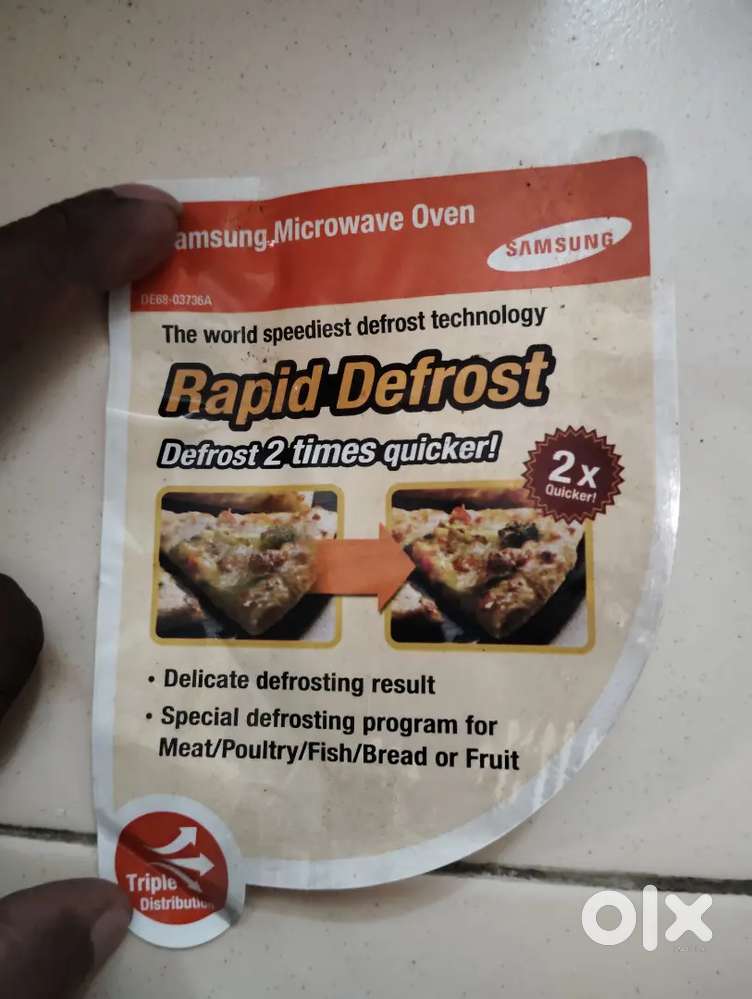 amsung Microwave Oven
SAMSUNG
DE68-03736A
The world speediest defrost technology
Rapid Defrost
Defrost 2 times quicker!
2x
Quicker!
• Delicate defrosting result
• Special defrosting program for
Meat/Poultry/Fish/Bread or Fruit
Triple
Distribution
olx